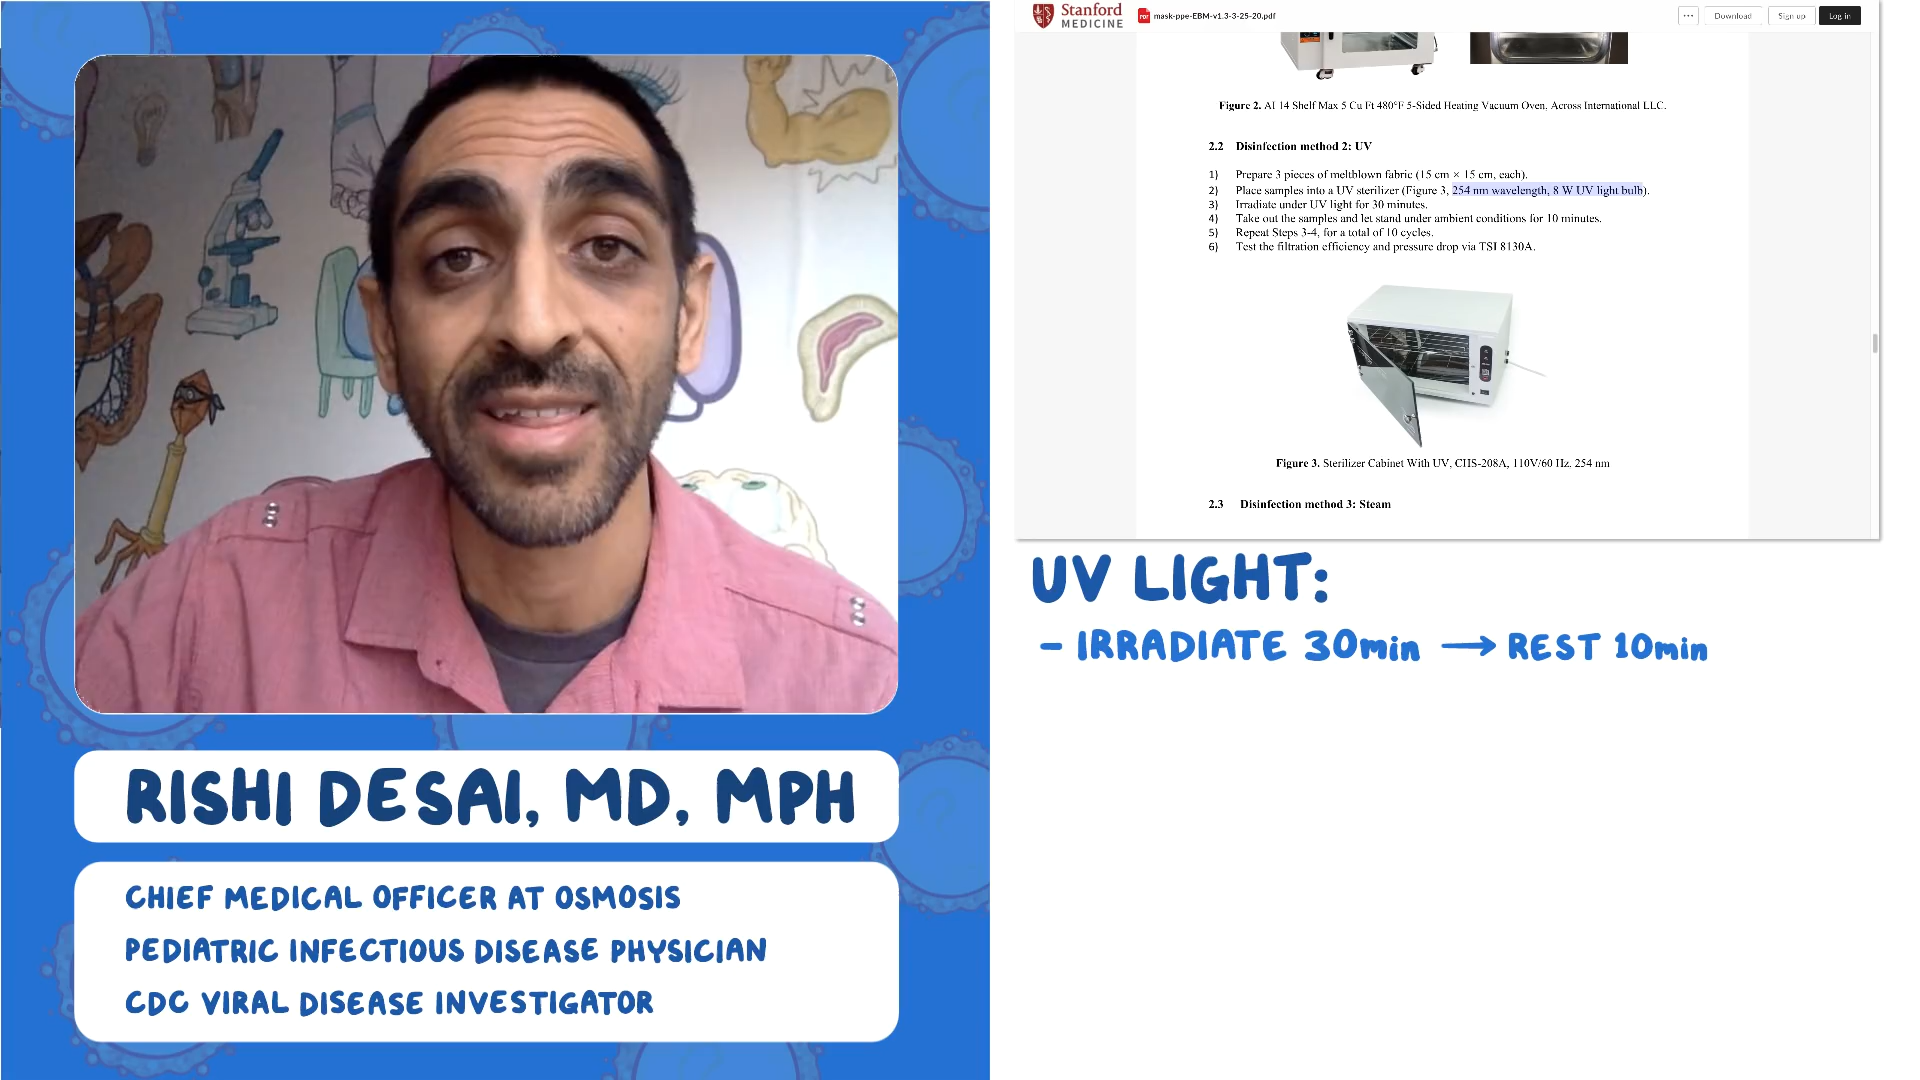 RISHI DESAI, MD, MPH
CHIEF MEDICAL OFFICER AT OSMOSIS
PEDIATRIC INFECTIOUS DISEASE PHYSICIAN
CDC VIRAL DISEASE INVESTIGATOR
Stanford
MEDICINE
PDF mask-ppe-EBM-v1.3-3-25-20.pdf
... Download Sign up Log in
Figure 2. AI 14 Shelf Max 5 Cu Ft 480°F 5-Sided Heating Vacuum Oven, Across International LLC.
2.2 Disinfection method 2: UV
1) Prepare 3 pieces of meltblown fabric (15 cm × 15 cm, each).
2) Place samples into a UV sterilizer (Figure 3, 254 nm wavelength, 8 W UV light bulb).
3) Irradiate under UV light for 30 minutes.
4) Take out the samples and let stand under ambient conditions for 10 minutes.
5) Repeat Steps 3-4, for a total of 10 cycles.
6) Test the filtration efficiency and pressure drop via TSI 8130A.
Figure 3. Sterilizer Cabinet With UV, CHS-208A, 110V/60 Hz, 254 nm
2.3 Disinfection method 3: Steam
UV LIGHT:
- IRRADIATE 30min → REST 10min